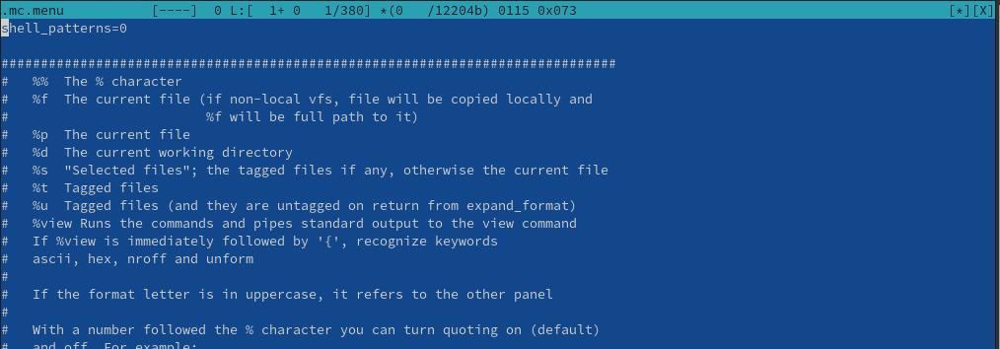 .mc.menu [----] 0 L:[ 1+ 0 1/380] *(0 /12204b) 0115 0x073 [*][X]
shell_patterns=0
##############################################################################
# %% The % character
# %f The current file (if non-local vfs, file will be copied locally and
# %f will be full path to it)
# %p The current file
# %d The current working directory
# %s "Selected files"; the tagged files if any, otherwise the current file
# %t Tagged files
# %u Tagged files (and they are untagged on return from expand_format)
# %view Runs the commands and pipes standard output to the view command
# If %view is immediately followed by '{', recognize keywords
# ascii, hex, nroff and unform
#
# If the format letter is in uppercase, it refers to the other panel
#
# With a number followed the % character you can turn quoting on (default)
# and off. For example: